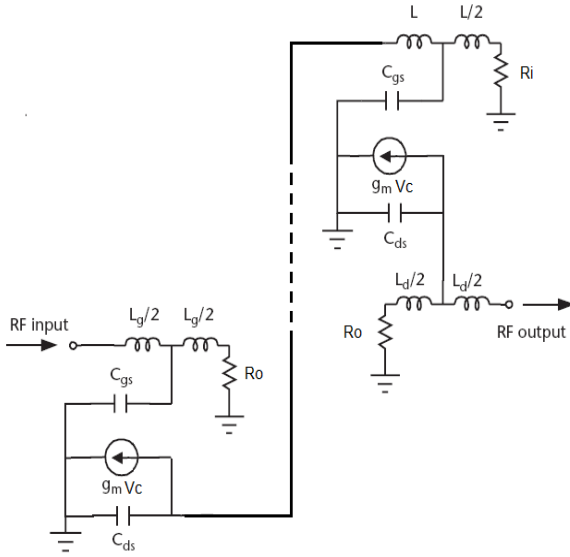 L L/2
Cgs Ri
gm Vc
Cds
Ld/2 Ld/2
Ro RF output
Lg/2 Lg/2
RF input
Cgs Ro
gm Vc
Cds